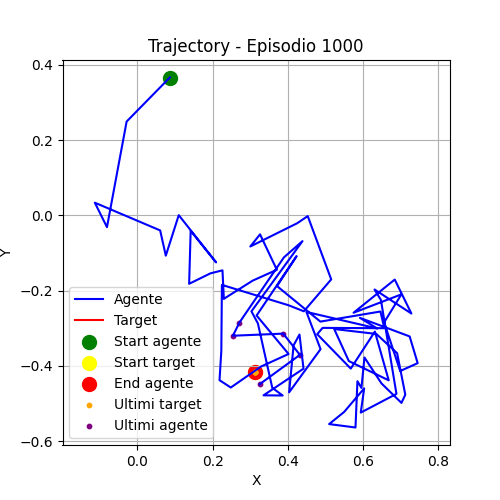 Trajectory - Episodio 1000
0.4
0.2
0.0
−0.2
−0.4
−0.6
Y
Agente
Target
Start agente
Start target
End agente
Ultimi target
Ultimi agente
0.0 0.2 0.4 0.6 0.8
X